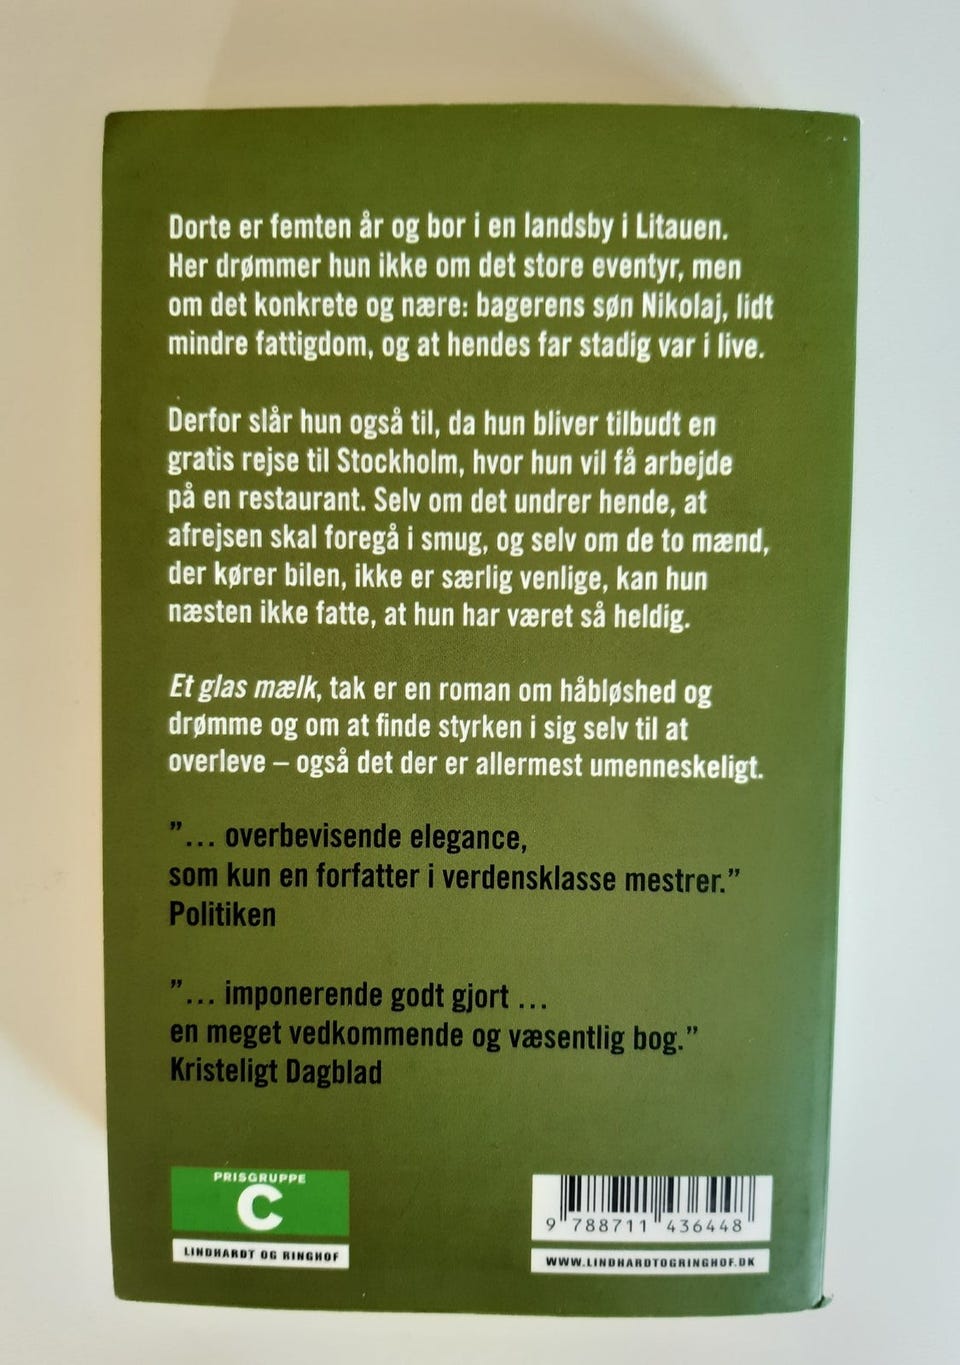 Dorte er femten år og bor i en landsby i Litauen.
Her drømmer hun ikke om det store eventyr, men
om det konkrete og nære: bagerens søn Nikolaj, lidt
mindre fattigdom, og at hendes far stadig var i live.
Derfor slår hun også til, da hun bliver tilbudt en
gratis rejse til Stockholm, hvor hun vil få arbejde
på en restaurant. Selv om det undrer hende, at
afrejsen skal foregå i smug, og selv om de to mænd,
der kører bilen, ikke er særlig venlige, kan hun
næsten ikke fatte, at hun har været så heldig.
Et glas mælk, tak er en roman om håbløshed og
drømme og om at finde styrken i sig selv til at
overleve – også det der er allermest umenneskeligt.
"... overbevisende elegance,
som kun en forfatter i verdensklasse mestrer."
Politiken
"... imponerende godt gjort ...
en meget vedkommende og væsentlig bog."
Kristeligt Dagblad
PRISGRUPPE
C
LINDHARDT OG RINGHOF
9 788711 436448
WWW.LINDHARDTOGRINGHOF.DK